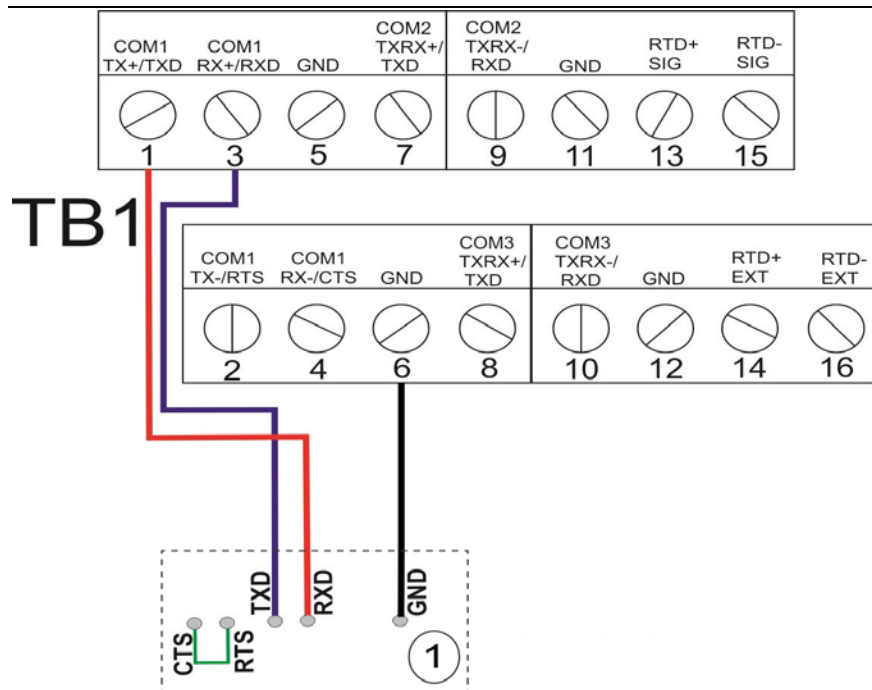 COM1 TX+/TXD
COM1 RX+/RXD
GND
COM2 TXRX+/ TXD
COM2 TXRX-/ RXD
GND
RTD+ SIG
RTD- SIG
1 3 5 7 9 11 13 15
TB1
COM1 TX-/RTS
COM1 RX-/CTS
GND
COM3 TXRX+/ TXD
COM3 TXRX-/ RXD
GND
RTD+ EXT
RTD- EXT
2 4 6 8 10 12 14 16
CTS
RTS
TXD
RXD
GND
1